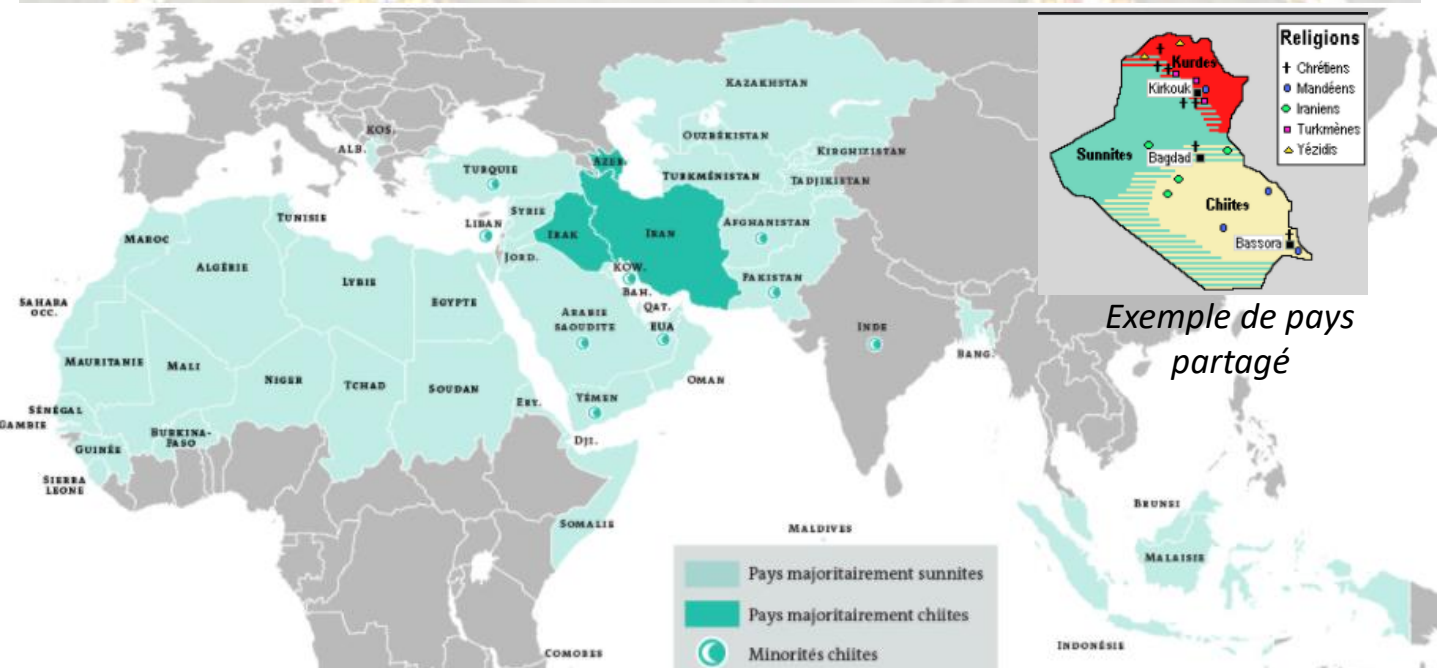 Religions
Chrétiens
Mandéens
Iraniens
Turkmènes
Yézidis
Kurdes
Kirkouk
Sunnites
Bagdad
Chiites
Bassora
Exemple de pays
partagé
KAZAKHSTAN
KOS.
ALB.
OUZBÉKISTAN
KIRGHIZISTAN
AZER.
TURQUIE
TURKMÉNISTAN
TADJIKISTAN
SYRIE
TUNISIE
LIBAN
AFGHANISTAN
MAROC
IRAK
IRAN
JORD.
ALGÉRIE
KOW.
LYBIE
PAKISTAN
BAH.
SAHARA
OCC.
EGYPTE
QAT.
ARABIE
SAOUDITE
EUA
INDE
BANG.
MAURITANIE
MALI
NIGER
TCHAD
SOUDAN
OMAN
YÉMEN
ERY.
SÉNÉGAL
GAMBIE
BURKINA-
FASO
DJI.
GUINÉE
SIERRA
LEONE
BRUNEI
SOMALIE
MALDIVES
MALAISIE
Pays majoritairement sunnites
Pays majoritairement chiites
Minorités chiites
COMORES
INDONÉSIE